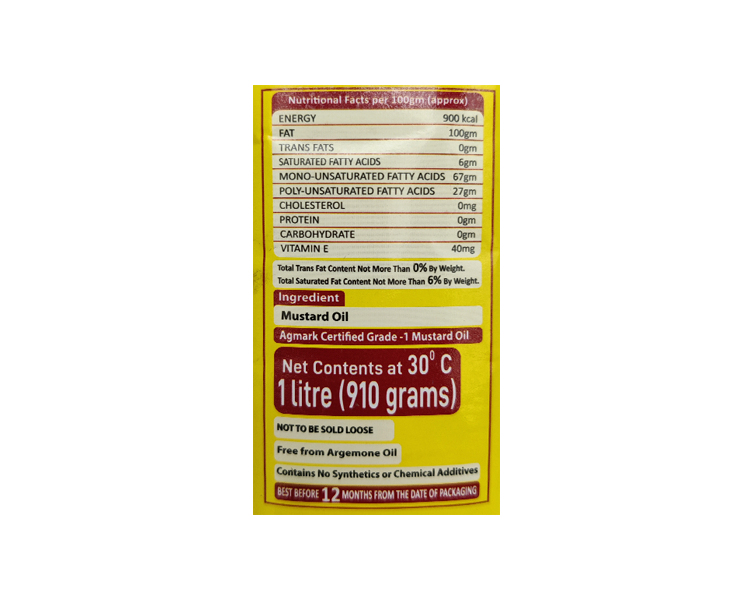 Nutritional Facts per 100gm (approx)
ENERGY 900 kcal
FAT 100gm
TRANS FATS 0gm
SATURATED FATTY ACIDS 6gm
MONO-UNSATURATED FATTY ACIDS 67gm
POLY-UNSATURATED FATTY ACIDS 27gm
CHOLESTEROL 0mg
PROTEIN 0gm
CARBOHYDRATE 0gm
VITAMIN E 40mg
Total Trans Fat Content Not More Than 0% By Weight.
Total Saturated Fat Content Not More Than 6% By Weight.
Ingredient
Mustard Oil
Agmark Certified Grade -1 Mustard Oil
Net Contents at 30⁰ C
1 litre (910 grams)
NOT TO BE SOLD LOOSE
Free from Argemone Oil
Contains No Synthetics or Chemical Additives
BEST BEFORE 12 MONTHS FROM THE DATE OF PACKAGING